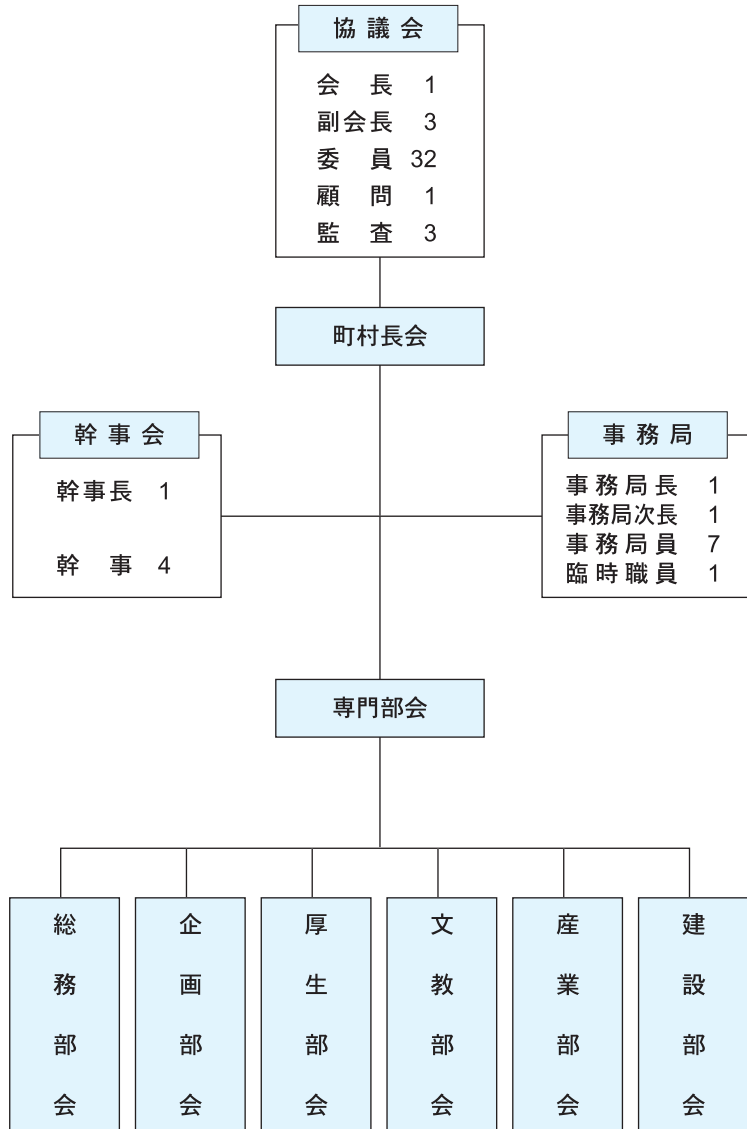 協議会
会長 1
副会長 3
委員 32
顧問 1
監査 3
町村長会
幹事会
幹事長 1
幹事 4
事務局
事務局長 1
事務局次長 1
事務局員 7
臨時職員 1
専門部会
総務部会
企画部会
厚生部会
文教部会
産業部会
建設部会